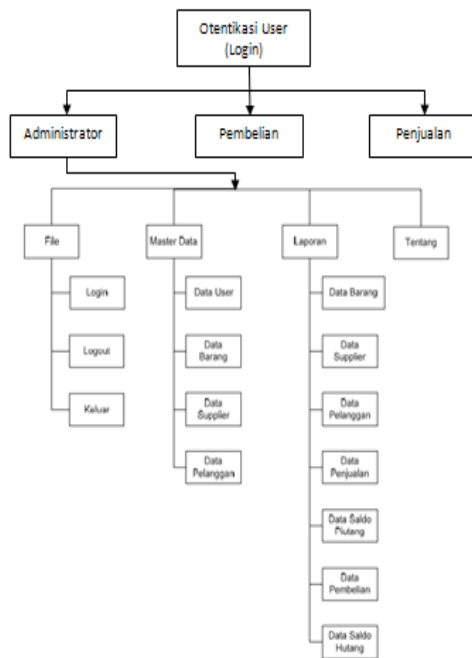 Otentikasi User
(Login)
Administrator
Pembelian
Penjualan
File
Master Data
Laporan
Tentang
Login
Logout
Keluar
Data User
Data
Barang
Data
Supplier
Data
Pelanggan
Data Barang
Data
Supplier
Data
Pelanggan
Data
Penjualan
Data Saldo
Piutang
Data
Pembelian
Data Saldo
Hutang